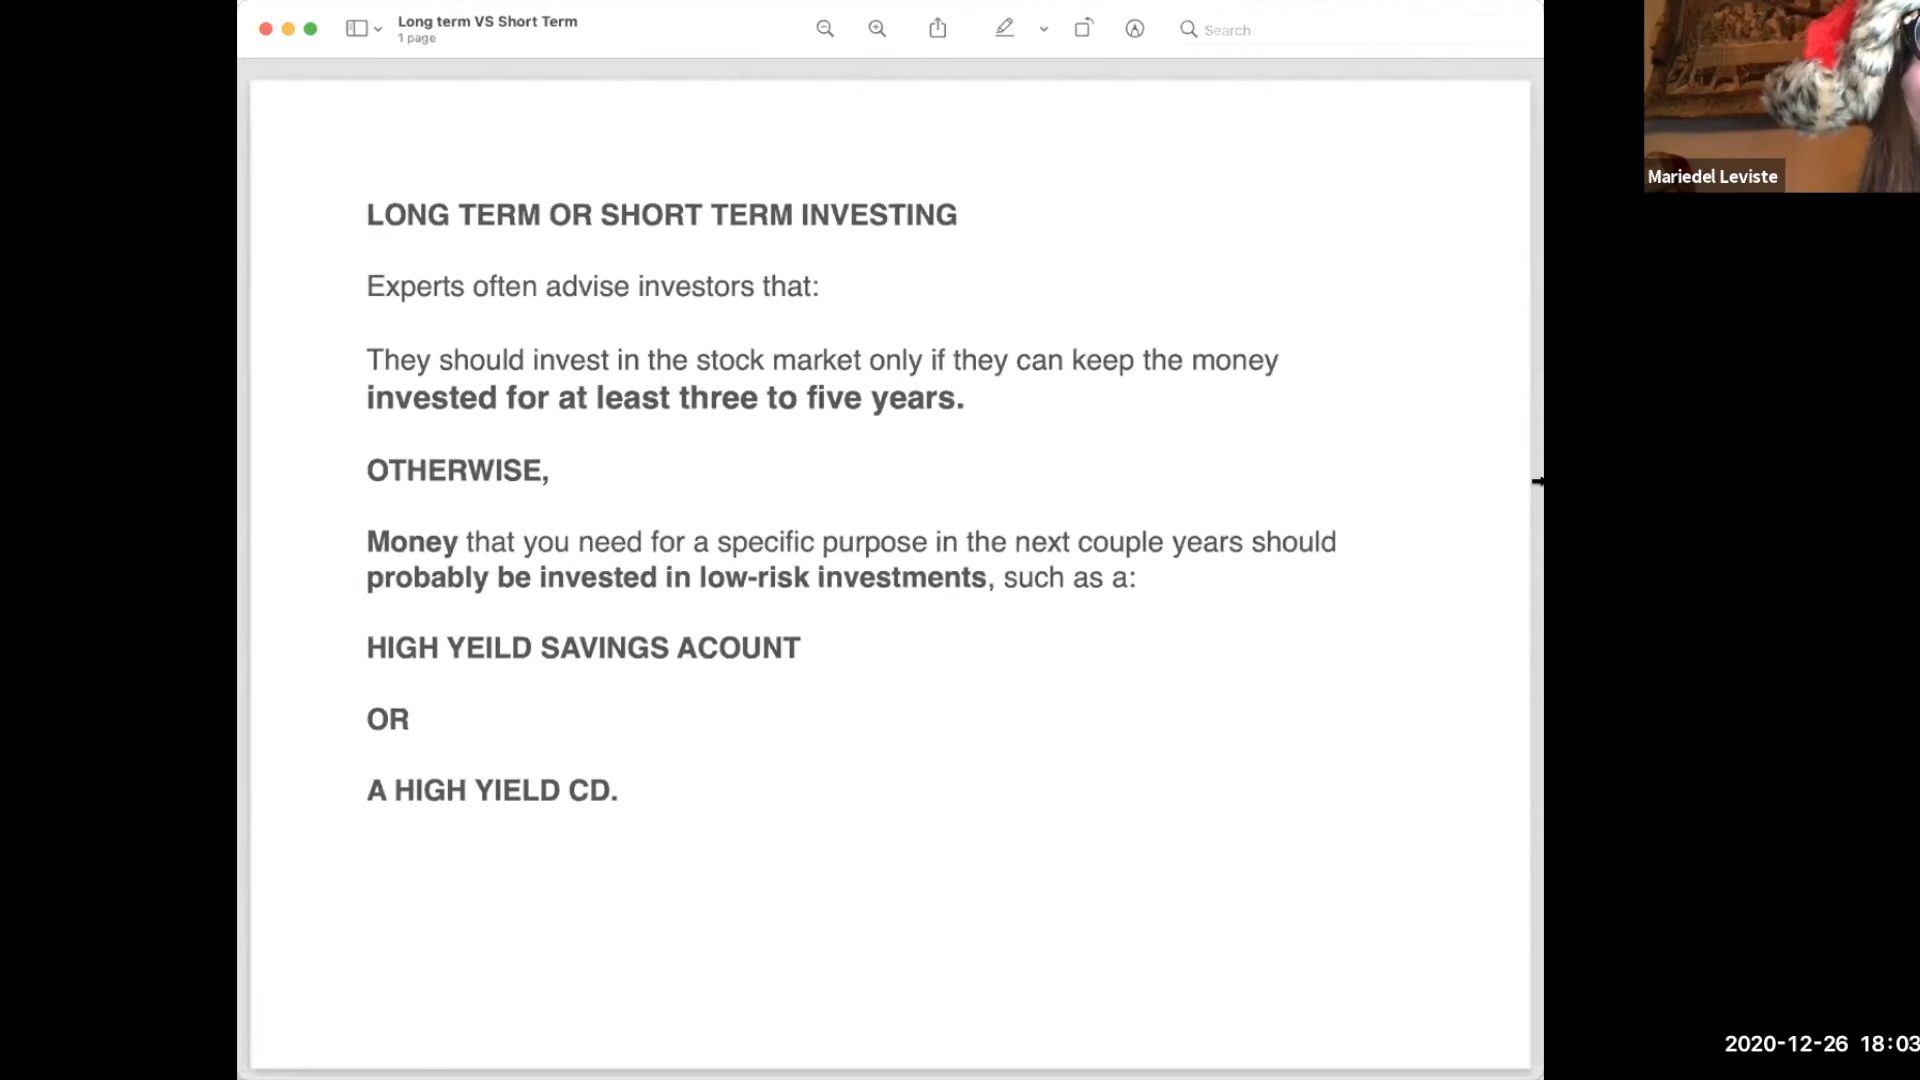 Long term VS Short Term
1 page
Search
LONG TERM OR SHORT TERM INVESTING
Experts often advise investors that:
They should invest in the stock market only if they can keep the money
invested for at least three to five years.
OTHERWISE,
Money that you need for a specific purpose in the next couple years should
probably be invested in low-risk investments, such as a:
HIGH YEILD SAVINGS ACOUNT
OR
A HIGH YIELD CD.
Mariedel Leviste
2020-12-26 18:03